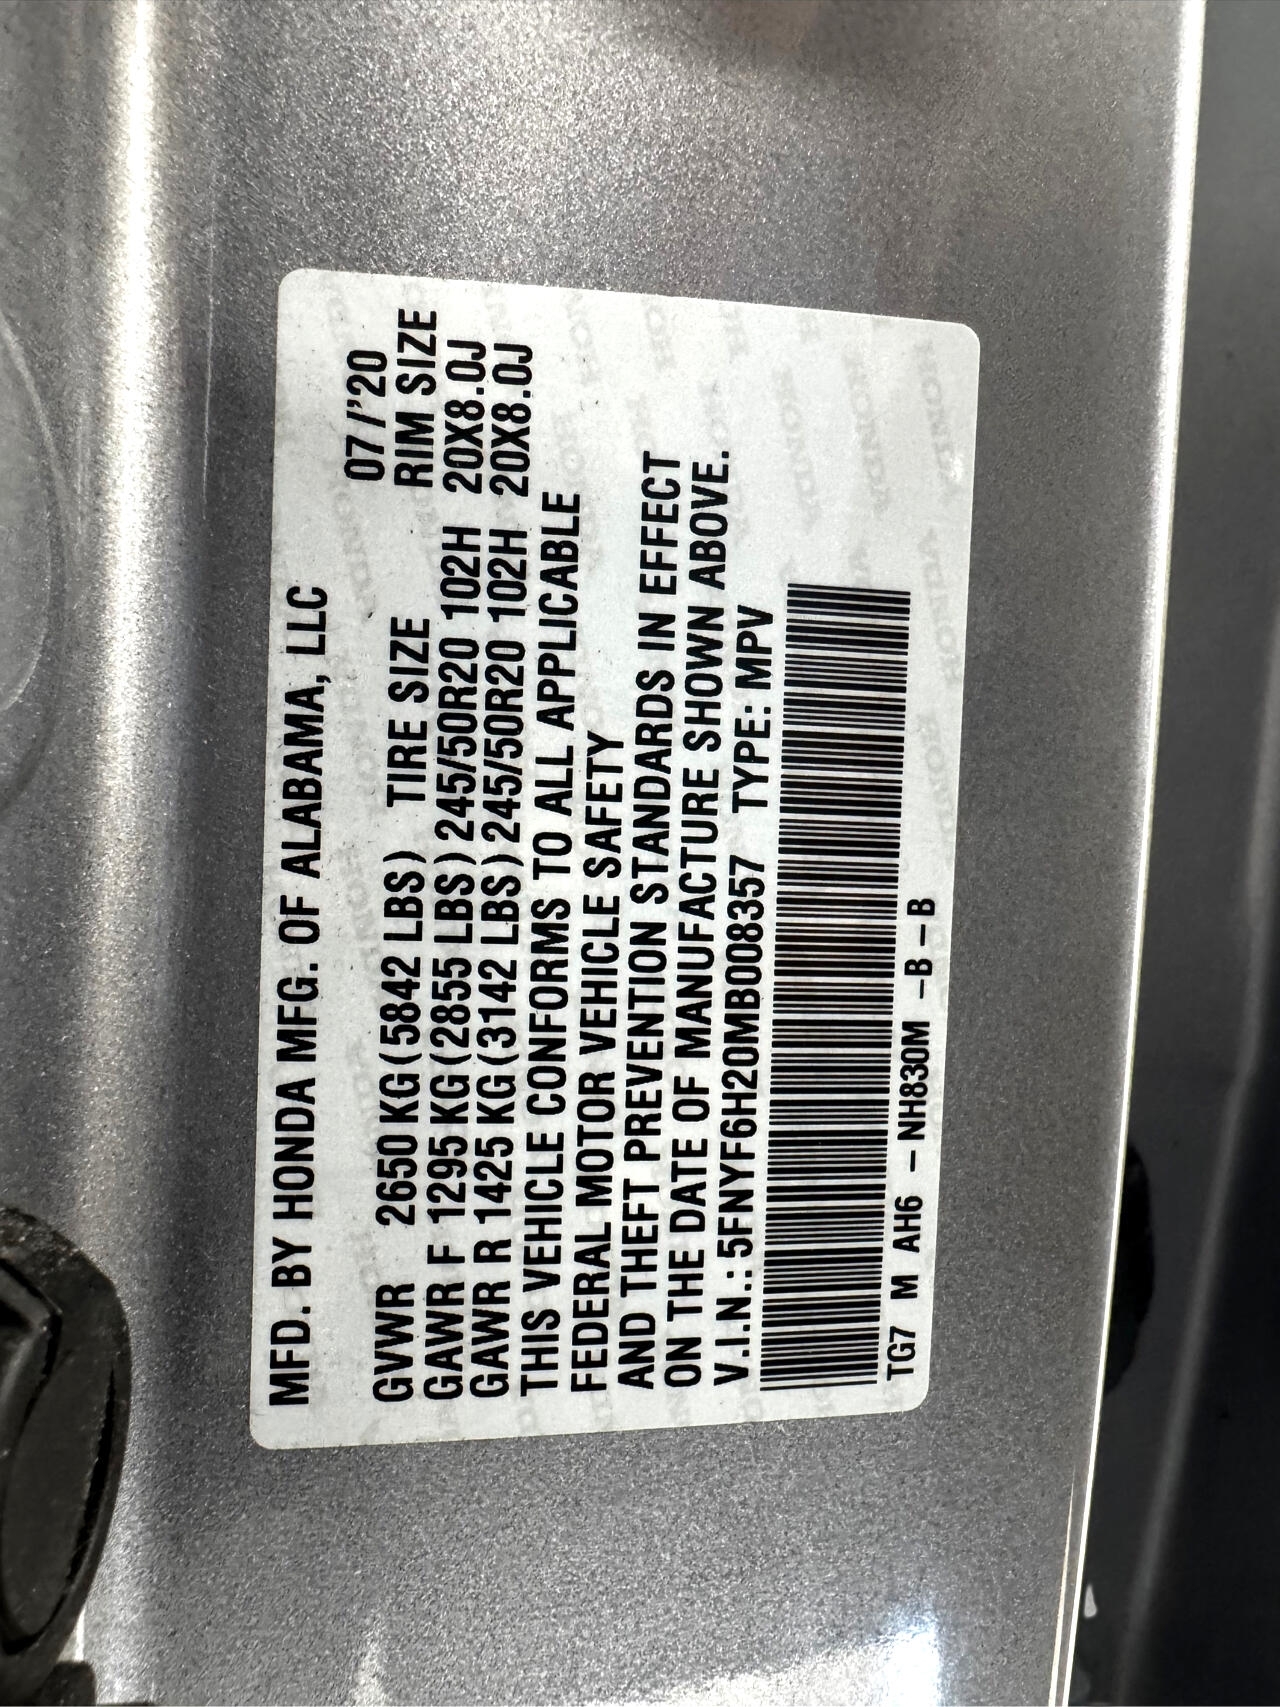 MFD. BY HONDA MFG. OF ALABAMA, LLC
07/'20
GVWR 2650 KG (5842 LBS) TIRE SIZE RIM SIZE
GAWR F 1295 KG (2855 LBS) 245/50R20 102H 20X8.0J
GAWR R 1425 KG (3142 LBS) 245/50R20 102H 20X8.0J
THIS VEHICLE CONFORMS TO ALL APPLICABLE
FEDERAL MOTOR VEHICLE SAFETY
AND THEFT PREVENTION STANDARDS IN EFFECT
ON THE DATE OF MANUFACTURE SHOWN ABOVE.
V.I.N.: 5FNYF6H20MB008357 TYPE: MPV
TG7 M AH6 – NH830M –B–B